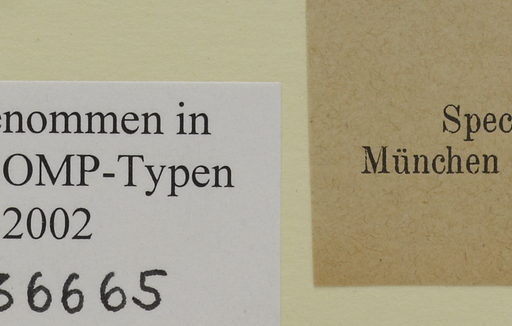 enommen in
OMP-Typen
2002
36665
Spec
München